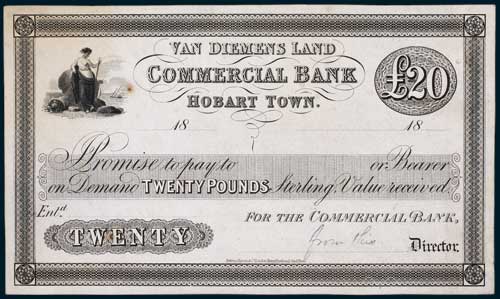 VAN DIEMENS LAND
COMMERCIAL BANK
HOBART TOWN.
£20
18 18
Promise to pay to or Bearer
on Demand TWENTY POUNDS Sterling, Value received.
Entd.
FOR THE COMMERCIAL BANK,
TWENTY
Director.